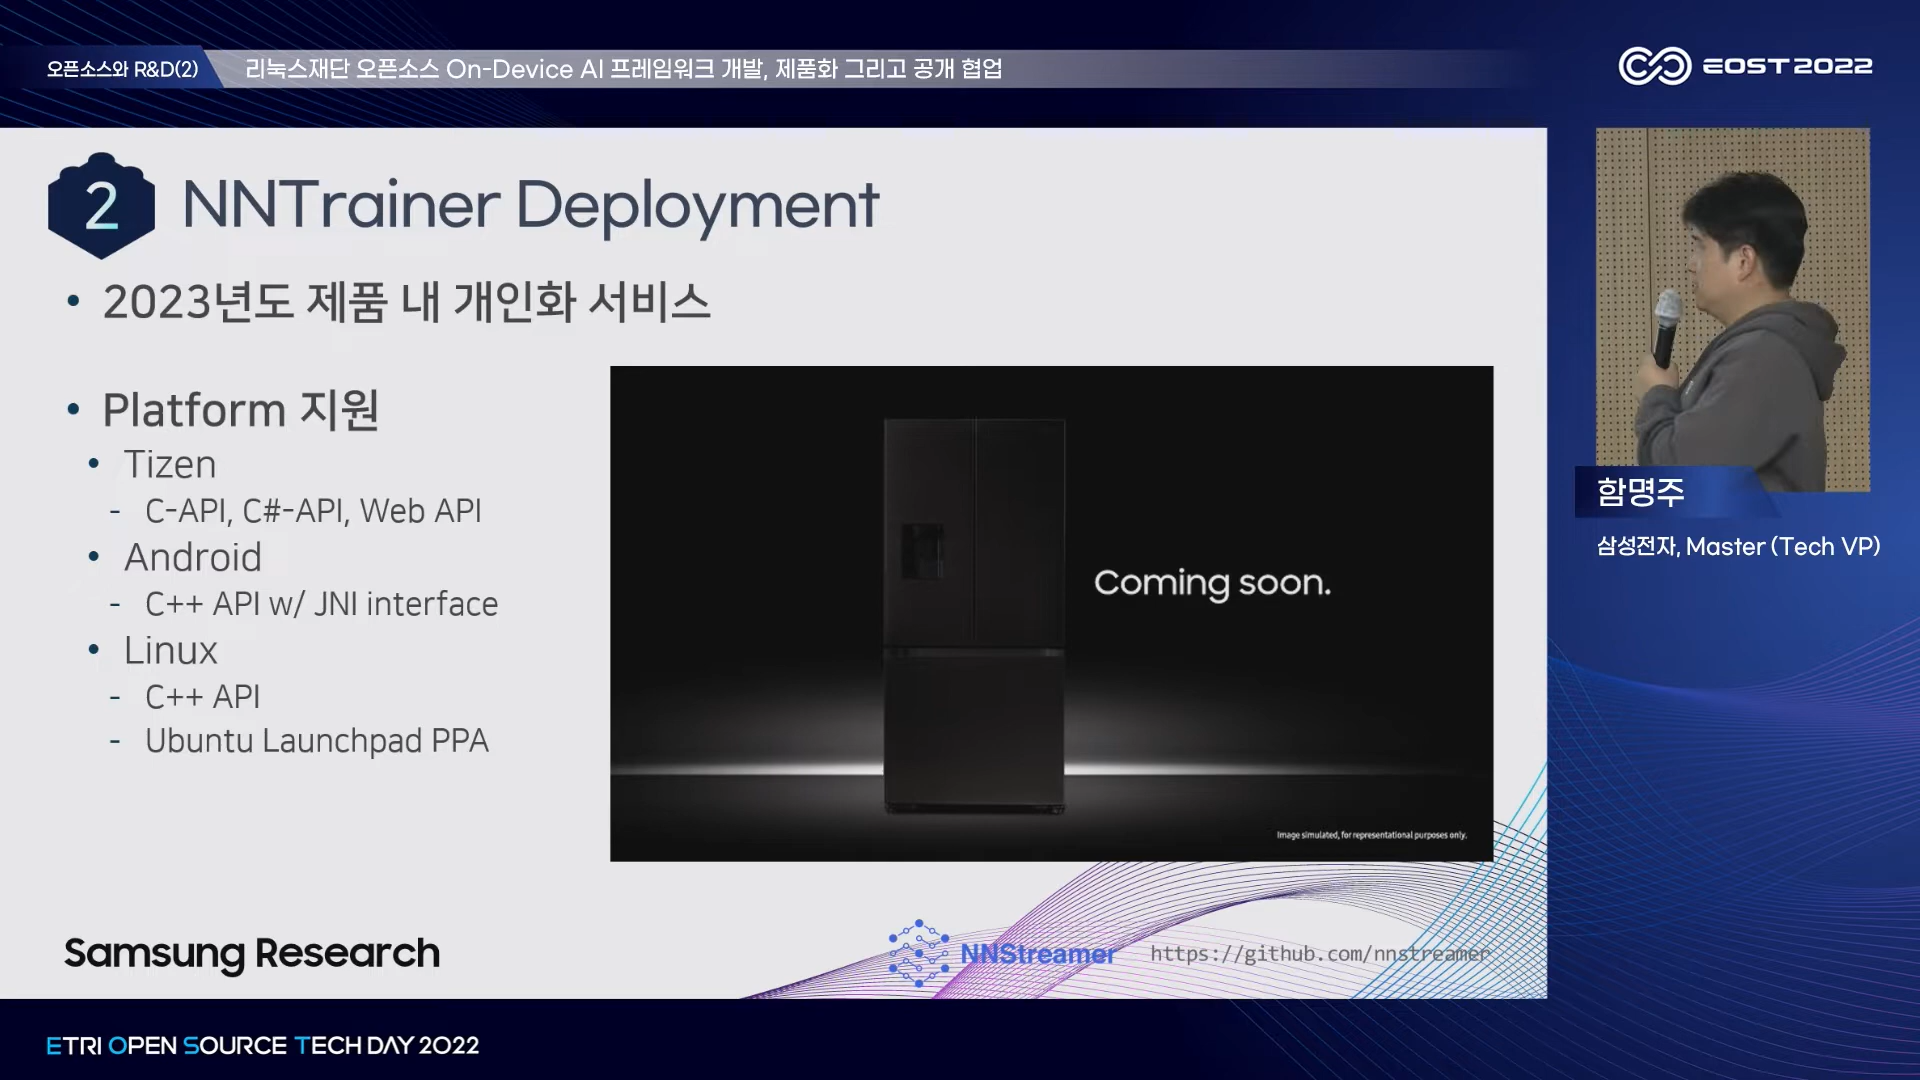 오픈소스와 R&D(2)
리눅스재단 오픈소스 On-Device AI 프레임워크 개발, 제품화 그리고 공개 협업
EOST 2022
2
NNTrainer Deployment
• 2023년도 제품 내 개인화 서비스
• Platform 지원
• Tizen
- C-API, C#-API, Web API
• Android
- C++ API w/ JNI interface
• Linux
- C++ API
- Ubuntu Launchpad PPA
Coming soon.
Image simulated, for representational purposes only.
함명주
삼성전자, Master (Tech VP)
Samsung Research
NNStreamer
https://github.com/nnstreamer
ETRI OPEN SOURCE TECH DAY 2022